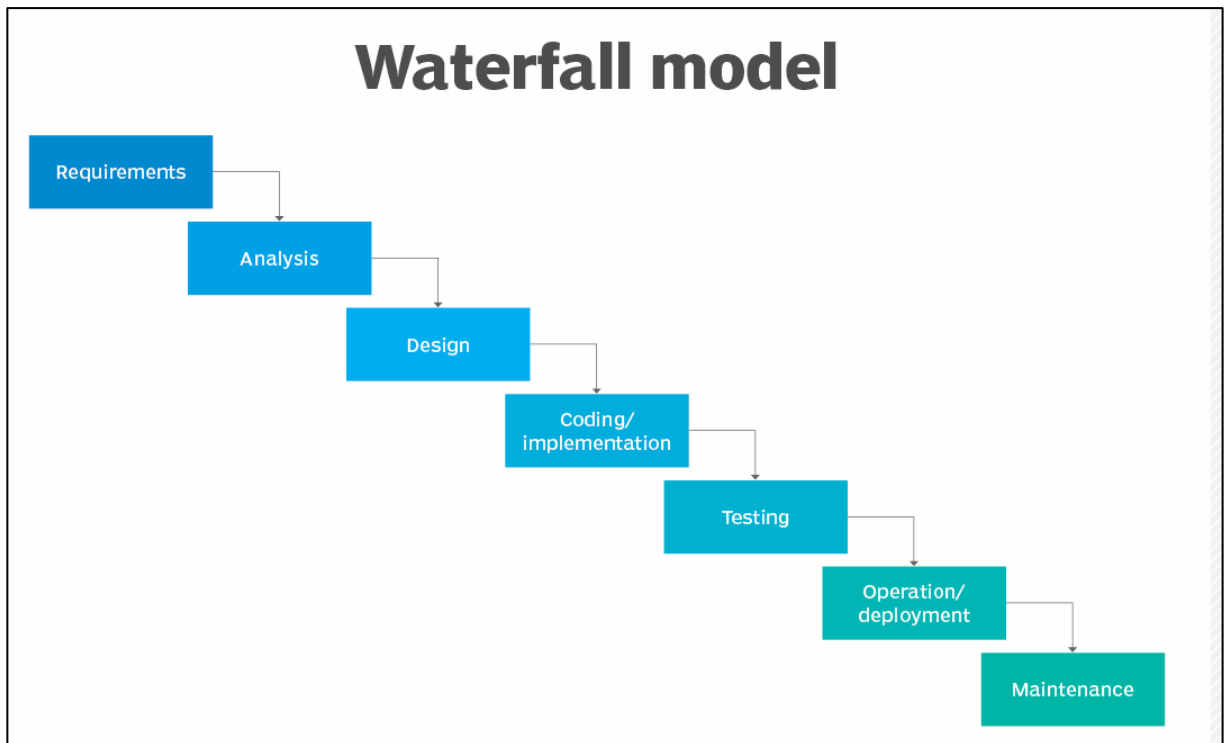 Waterfall model
Requirements
Analysis
Design
Coding/
implementation
Testing
Operation/
deployment
Maintenance